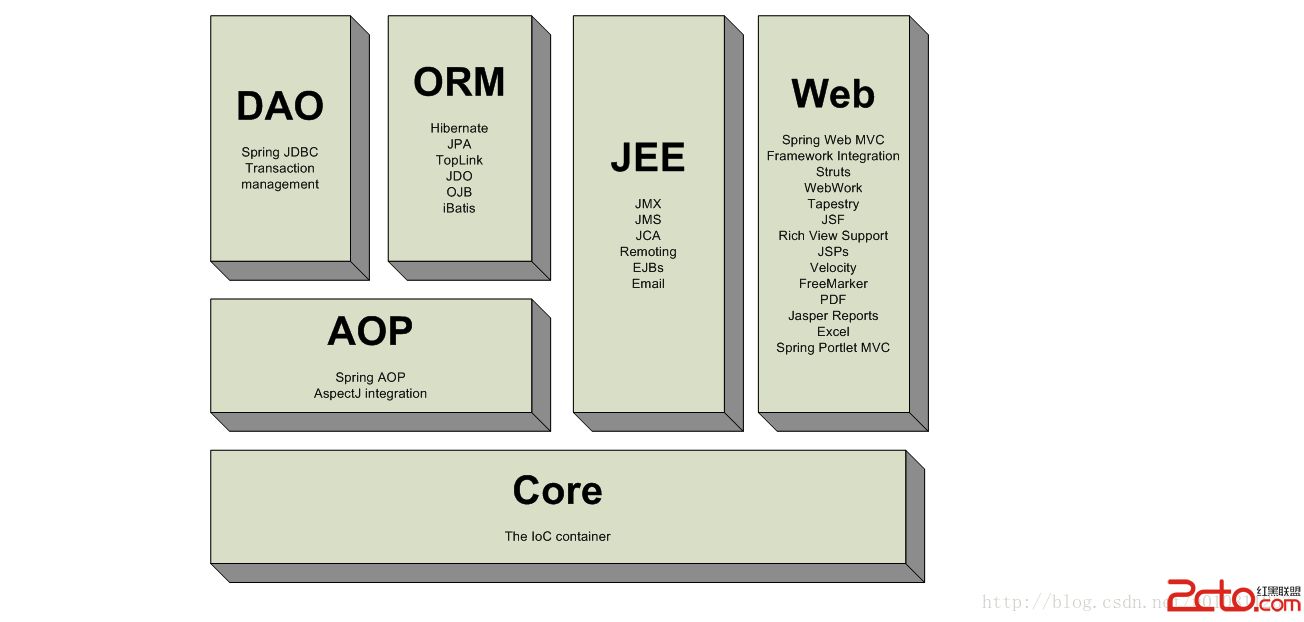 DAO
Spring JDBC
Transaction
management
ORM
Hibernate
JPA
TopLink
JDO
OJB
iBatis
JEE
JMX
JMS
JCA
Remoting
EJBs
Email
Web
Spring Web MVC
Framework Integration
Struts
WebWork
Tapestry
JSF
Rich View Support
JSPs
Velocity
FreeMarker
PDF
Jasper Reports
Excel
Spring Portlet MVC
AOP
Spring AOP
AspectJ integration
Core
The IoC container
http://blog.csdn.net/
2cto.com
红黑联盟